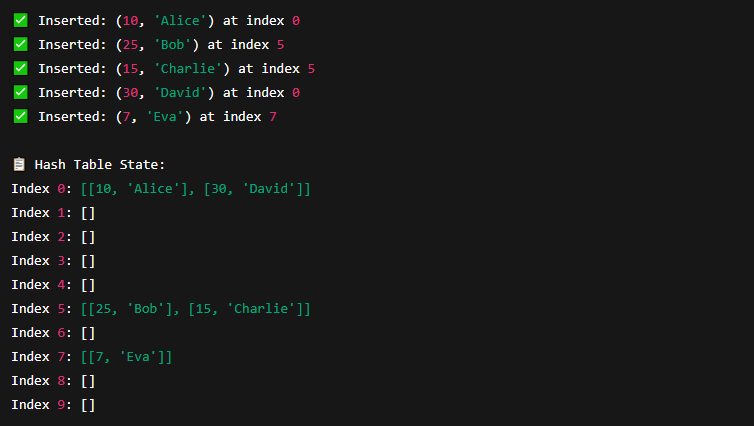 ✅ Inserted: (10, 'Alice') at index 0
✅ Inserted: (25, 'Bob') at index 5
✅ Inserted: (15, 'Charlie') at index 5
✅ Inserted: (30, 'David') at index 0
✅ Inserted: (7, 'Eva') at index 7
📋 Hash Table State:
Index 0: [[10, 'Alice'], [30, 'David']]
Index 1: []
Index 2: []
Index 3: []
Index 4: []
Index 5: [[25, 'Bob'], [15, 'Charlie']]
Index 6: []
Index 7: [[7, 'Eva']]
Index 8: []
Index 9: []